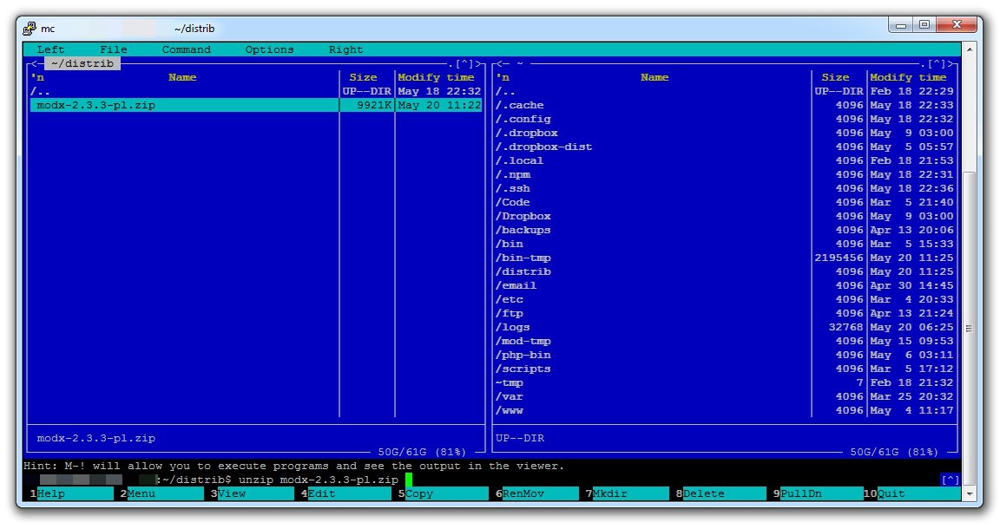 mc ~/distrib
Left File Command Options Right
<─ ~/distrib .[^]>
'n Name Size Modify time
/.. UP--DIR May 18 22:32
modx-2.3.3-pl.zip 9921K May 20 11:22
modx-2.3.3-pl.zip
50G/61G (81%)
<─ ~ .[^]>
'n Name Size Modify time
/.. UP--DIR Feb 18 22:29
/.cache 4096 May 18 22:33
/.config 4096 May 18 22:32
/.dropbox 4096 May 9 03:00
/.dropbox-dist 4096 May 5 05:57
/.local 4096 Feb 18 21:53
/.npm 4096 May 18 22:31
/.ssh 4096 May 18 22:36
/Code 4096 Mar 5 21:40
/Dropbox 4096 May 9 03:00
/backups 4096 Apr 13 20:06
/bin 4096 Mar 5 15:33
/bin-tmp 2195456 May 20 11:25
/distrib 4096 May 20 11:25
/email 4096 Apr 30 14:45
/etc 4096 Mar 4 20:33
/ftp 4096 Apr 13 21:24
/logs 32768 May 20 06:25
/mod-tmp 4096 May 15 09:53
/php-bin 4096 May 6 03:11
/scripts 4096 Mar 5 17:12
~tmp 7 Feb 18 21:32
/var 4096 Mar 25 20:32
/www 4096 May 4 11:17
UP--DIR
50G/61G (81%)
Hint: M-! will allow you to execute programs and see the output in the viewer.
:~/distrib$ unzip modx-2.3.3-pl.zip [^]
1Help 2Menu 3View 4Edit 5Copy 6RenMov 7Mkdir 8Delete 9PullDn 10Quit